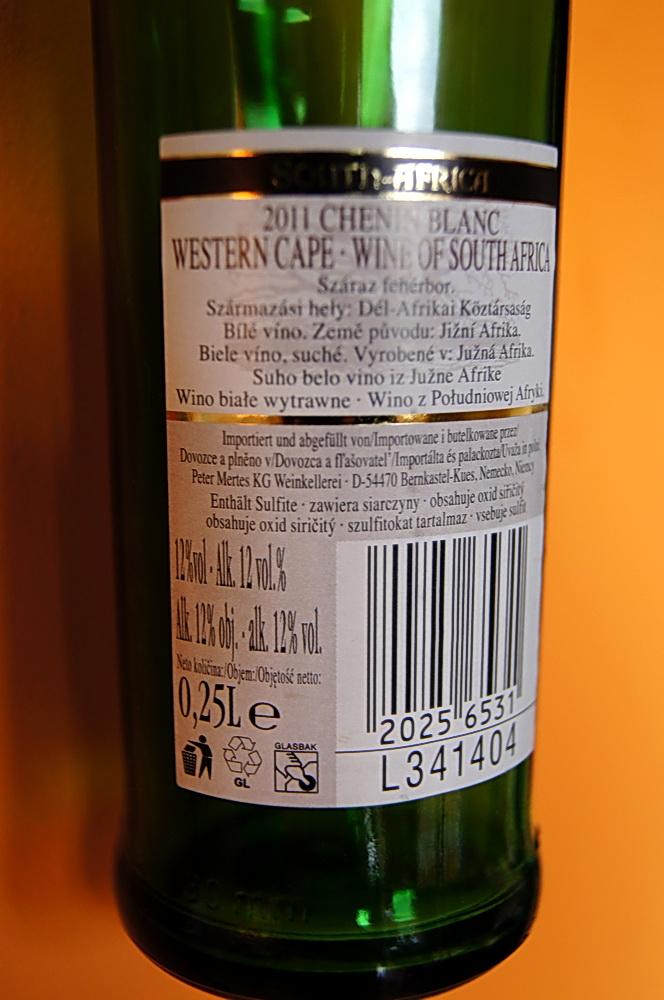 SOUTH-AFRICA
2011 CHENIN BLANC
WESTERN CAPE · WINE OF SOUTH AFRICA
Száraz fehérbor.
Származási hely: Dél-Afrikai Köztársaság
Bílé víno. Země původu: Jižní Afrika.
Biele víno, suché. Vyrobené v: Južná Afrika.
Suho belo vino iz Južne Afrike
Wino białe wytrawne · Wino z Południowej Afryki.
Importiert und abgefüllt von/Importowane i butelkowane przez/
Dovozce a plněno v/Dovozca a fľašovateľ/Importálta és palackozta/Uvaža in polni:
Peter Mertes KG Weinkellerei · D-54470 Bernkastel-Kues, Nemecko, Niemcy
Enthält Sulfite · zawiera siarczyny · obsahuje oxid siřičitý
obsahuje oxid siričitý · szulfitokat tartalmaz · vsebuje sulfit
12%vol · Alk. 12 vol.%
Alk. 12% obj. · alk. 12% vol.
Neto količina:/Objem:/Objetość netto:
0,25L e
GL
GLASBAK
2025 6531
L341404